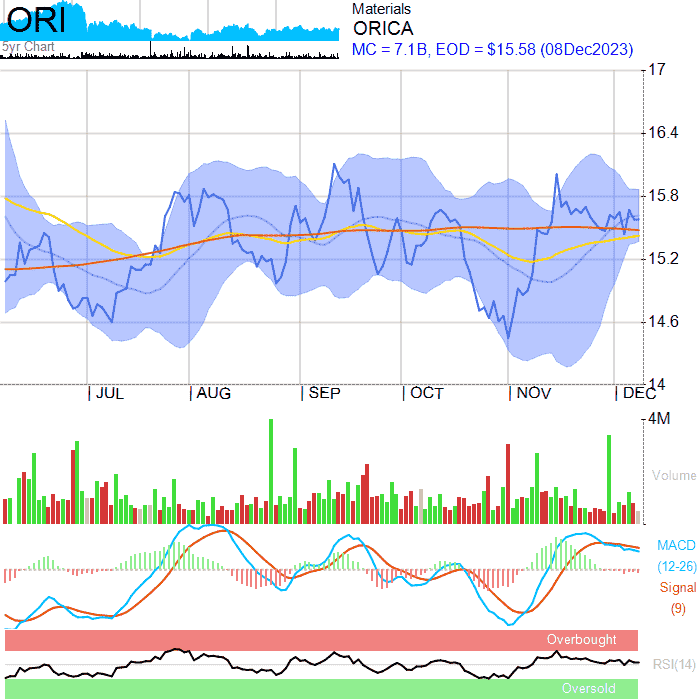 ORI
5yr Chart
Materials
ORICA
MC = 7.1B, EOD = $15.58 (08Dec2023)
17
16.4
15.8
15.2
14.6
14
JUL AUG SEP OCT NOV DEC
4M
Volume
MACD
(12-26)
Signal
(9)
Overbought
RSI(14)
Oversold